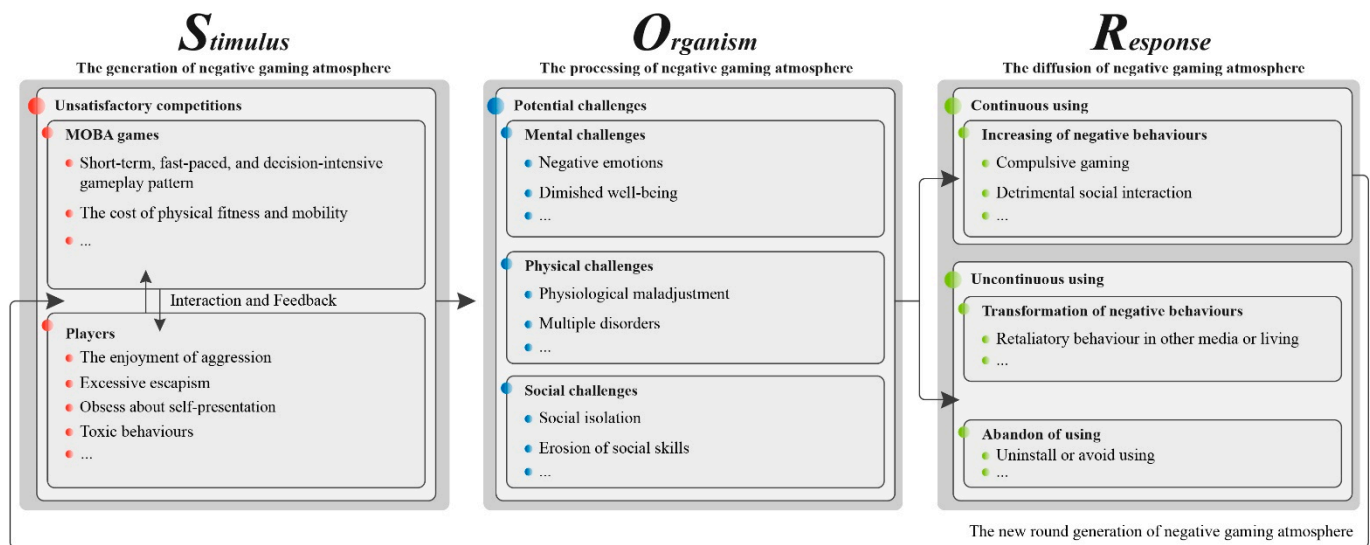 Stimulus
The generation of negative gaming atmosphere
Unsatisfactory competitions
MOBA games
Short-term, fast-paced, and decision-intensive
gameplay pattern
The cost of physical fitness and mobility
...
Interaction and Feedback
Players
The enjoyment of aggression
Excessive escapism
Obsess about self-presentation
Toxic behaviours
...
Organism
The processing of negative gaming atmosphere
Potential challenges
Mental challenges
Negative emotions
Dimished well-being
...
Physical challenges
Physiological maladjustment
Multiple disorders
...
Social challenges
Social isolation
Erosion of social skills
...
Response
The diffusion of negative gaming atmosphere
Continuous using
Increasing of negative behaviours
Compulsive gaming
Detrimental social interaction
...
Uncontinuous using
Transformation of negative behaviours
Retaliatory behaviour in other media or living
...
Abandon of using
Uninstall or avoid using
...
The new round generation of negative gaming atmosphere